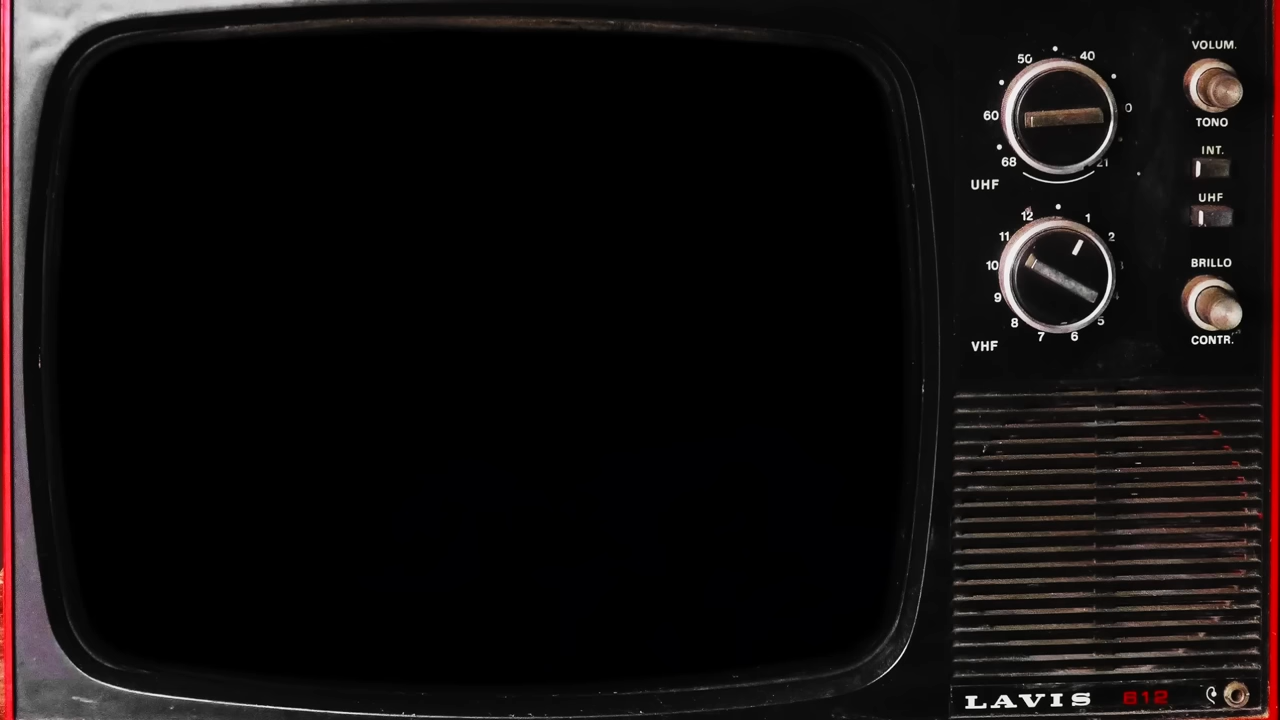 50 40
60 0
68 21
UHF
12 1
11 2
10
9
8 5
7 6
VHF
VOLUM.
TONO
INT.
UHF
BRILLO
CONTR.
LAVIS 612